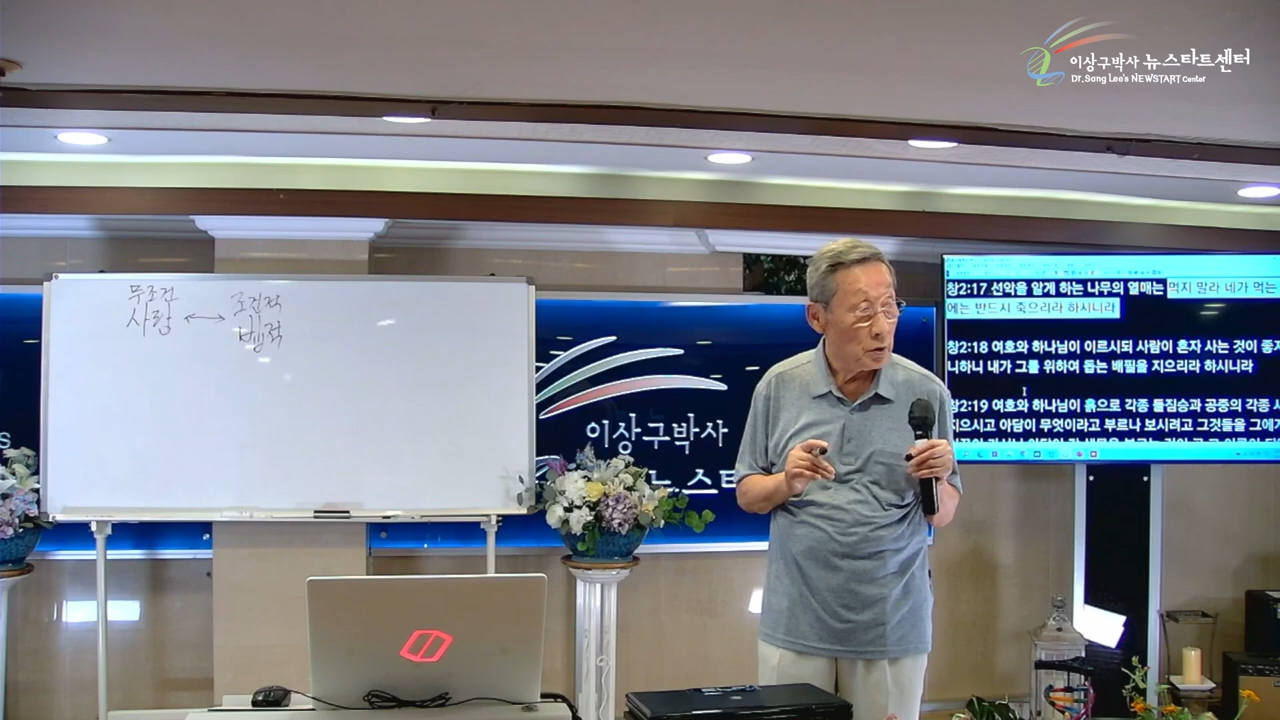 이상구박사 뉴스타트센터
Dr. Sang Lee's NEWSTART Center
무조건 조건적
사랑 ↔ 법적
창2:17 선악을 알게 하는 나무의 열매는 먹지 말라 네가 먹는
에는 반드시 죽으리라 하시니라
창2:18 여호와 하나님이 이르시되 사람이 혼자 사는 것이 좋지
니하니 내가 그를 위하여 돕는 배필을 지으리라 하시니라
창2:19 여호와 하나님이 흙으로 각종 들짐승과 공중의 각종 새
지으시고 아담이 무엇이라고 부르나 보시려고 그것들을 그에게
이상구박사
뉴스타
S